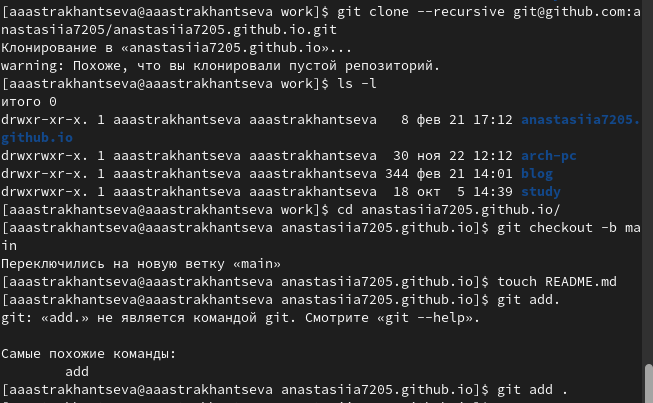 [aaastrakhantseva@aaastrakhantseva work]$ git clone --recursive git@github.com:a
nastasiia7205/anastasiia7205.github.io.git
Клонирование в «anastasiia7205.github.io»...
warning: Похоже, что вы клонировали пустой репозиторий.
[aaastrakhantseva@aaastrakhantseva work]$ ls -l
итого 0
drwxr-xr-x. 1 aaastrakhantseva aaastrakhantseva   8 фев 21 17:12 anastasiia7205.
github.io
drwxrwxr-x. 1 aaastrakhantseva aaastrakhantseva  30 ноя 22 12:12 arch-pc
drwxrwxr-x. 1 aaastrakhantseva aaastrakhantseva 344 фев 21 14:01 blog
drwxrwxrwx. 1 aaastrakhantseva aaastrakhantseva  18 окт  5 14:39 study
[aaastrakhantseva@aaastrakhantseva work]$ cd anastasiia7205.github.io/
[aaastrakhantseva@aaastrakhantseva anastasiia7205.github.io]$ git checkout -b ma
in
Переключились на новую ветку «main»
[aaastrakhantseva@aaastrakhantseva anastasiia7205.github.io]$ touch README.md
[aaastrakhantseva@aaastrakhantseva anastasiia7205.github.io]$ git add.
git: «add.» не является командой git. Смотрите «git --help».
Самые похожие команды:
add
[aaastrakhantseva@aaastrakhantseva anastasiia7205.github.io]$ git add .